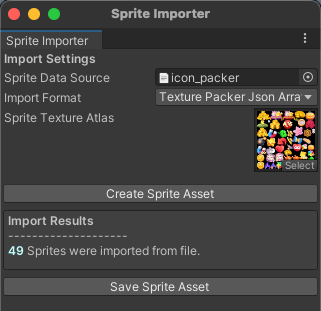 Sprite Importer
Sprite Importer
Import Settings
Sprite Data Source icon_packer
Import Format Texture Packer Json Arra
Sprite Texture Atlas
Select
Create Sprite Asset
Import Results
--------------------
49 Sprites were imported from file.
Save Sprite Asset